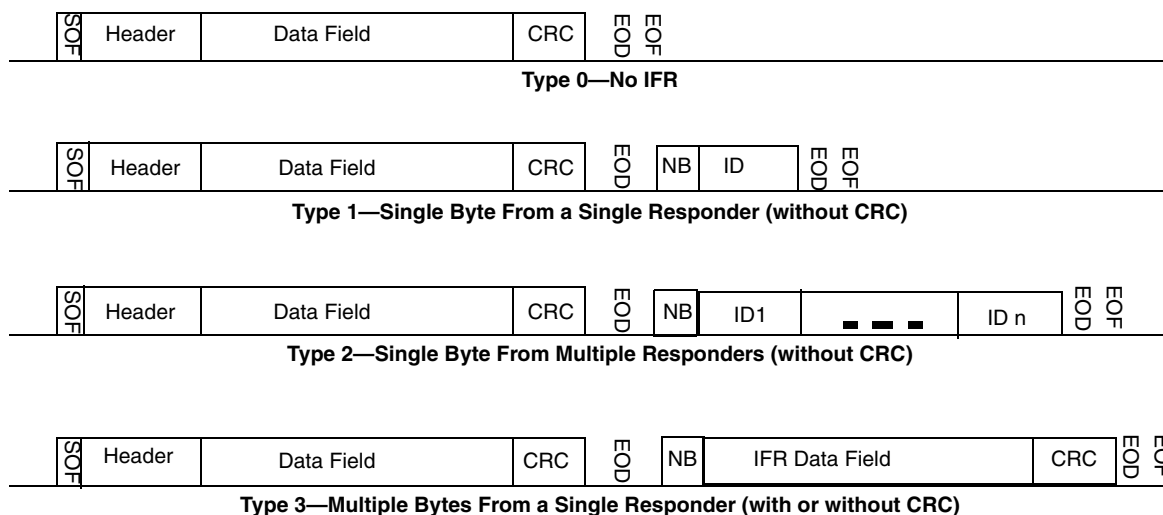 SOF Header Data Field CRC EOD EOF
Type 0—No IFR
SOF Header Data Field CRC EOD NB ID EOD EOF
Type 1—Single Byte From a Single Responder (without CRC)
SOF Header Data Field CRC EOD NB ID1 ID n EOD EOF
Type 2—Single Byte From Multiple Responders (without CRC)
SOF Header Data Field CRC EOD NB IFR Data Field CRC EOD EOF
Type 3—Multiple Bytes From a Single Responder (with or without CRC)